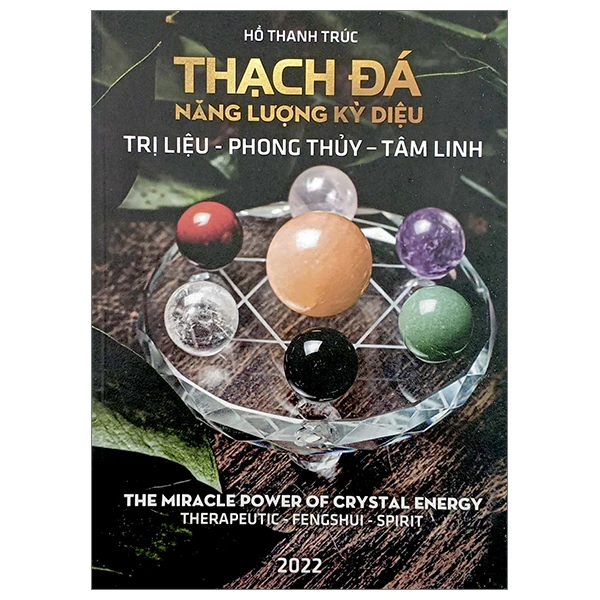 HỒ THANH TRÚC
THẠCH ĐÁ
NĂNG LƯỢNG KỲ DIỆU
TRỊ LIỆU - PHONG THỦY – TÂM LINH
THE MIRACLE POWER OF CRYSTAL ENERGY
THERAPEUTIC - FENGSHUI - SPIRIT
2022